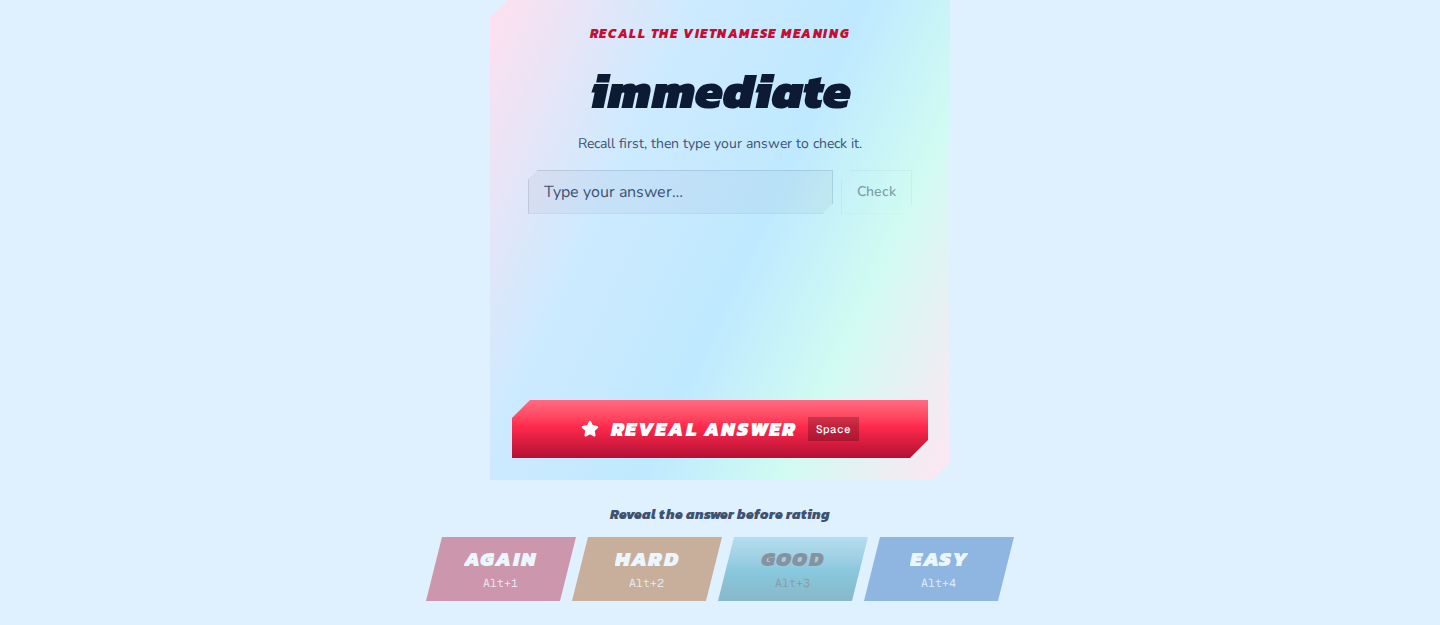 RECALL THE VIETNAMESE MEANING
immediate
Recall first, then type your answer to check it.
Type your answer... Check
REVEAL ANSWER Space
Reveal the answer before rating
AGAIN HARD GOOD EASY
Alt+1 Alt+2 Alt+3 Alt+4